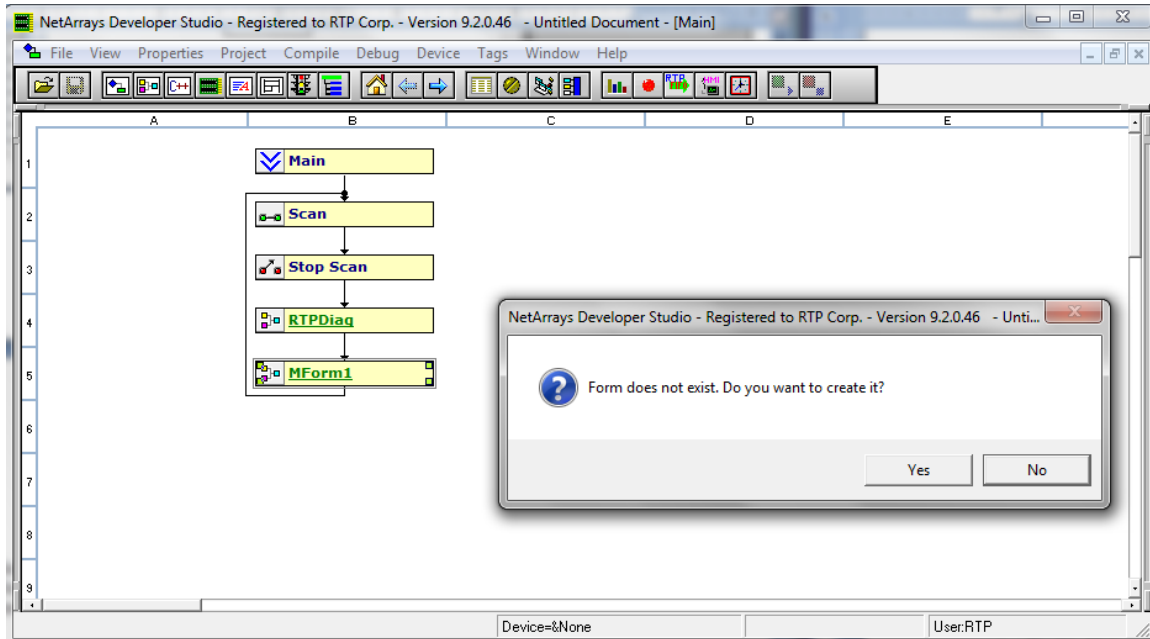 NetArrays Developer Studio - Registered to RTP Corp. - Version 9.2.0.46 - Untitled Document - [Main]
File View Properties Project Compile Debug Device Tags Window Help
C++ RTP HMI
A B C D E
1 Main
2 Scan
3 Stop Scan
4 RTPDiag
5 MForm1
6
7
8
9
NetArrays Developer Studio - Registered to RTP Corp. - Version 9.2.0.46 - Unti...
Form does not exist. Do you want to create it?
Yes No
Device=&None User:RTP